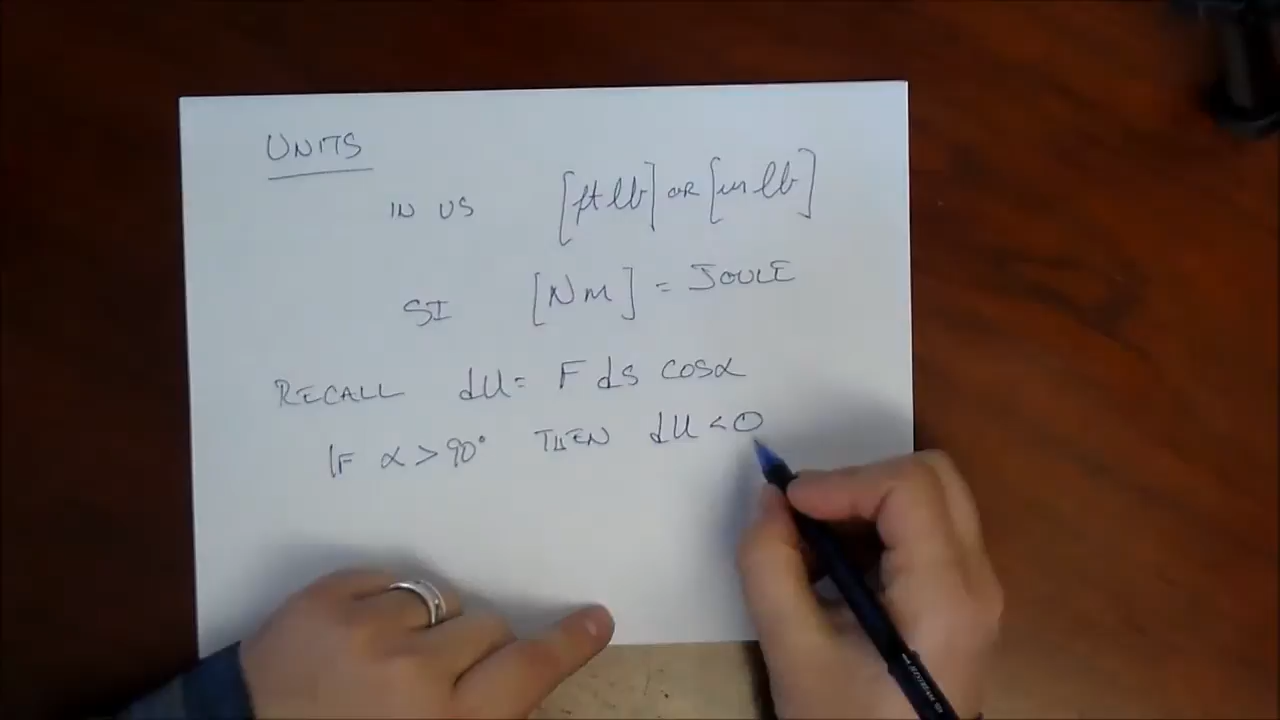 UNITS
IN US [ft lb] OR [in lb]
SI [N m] = JOULE
RECALL dU = F ds cosα
IF α > 90° THEN dU < 0